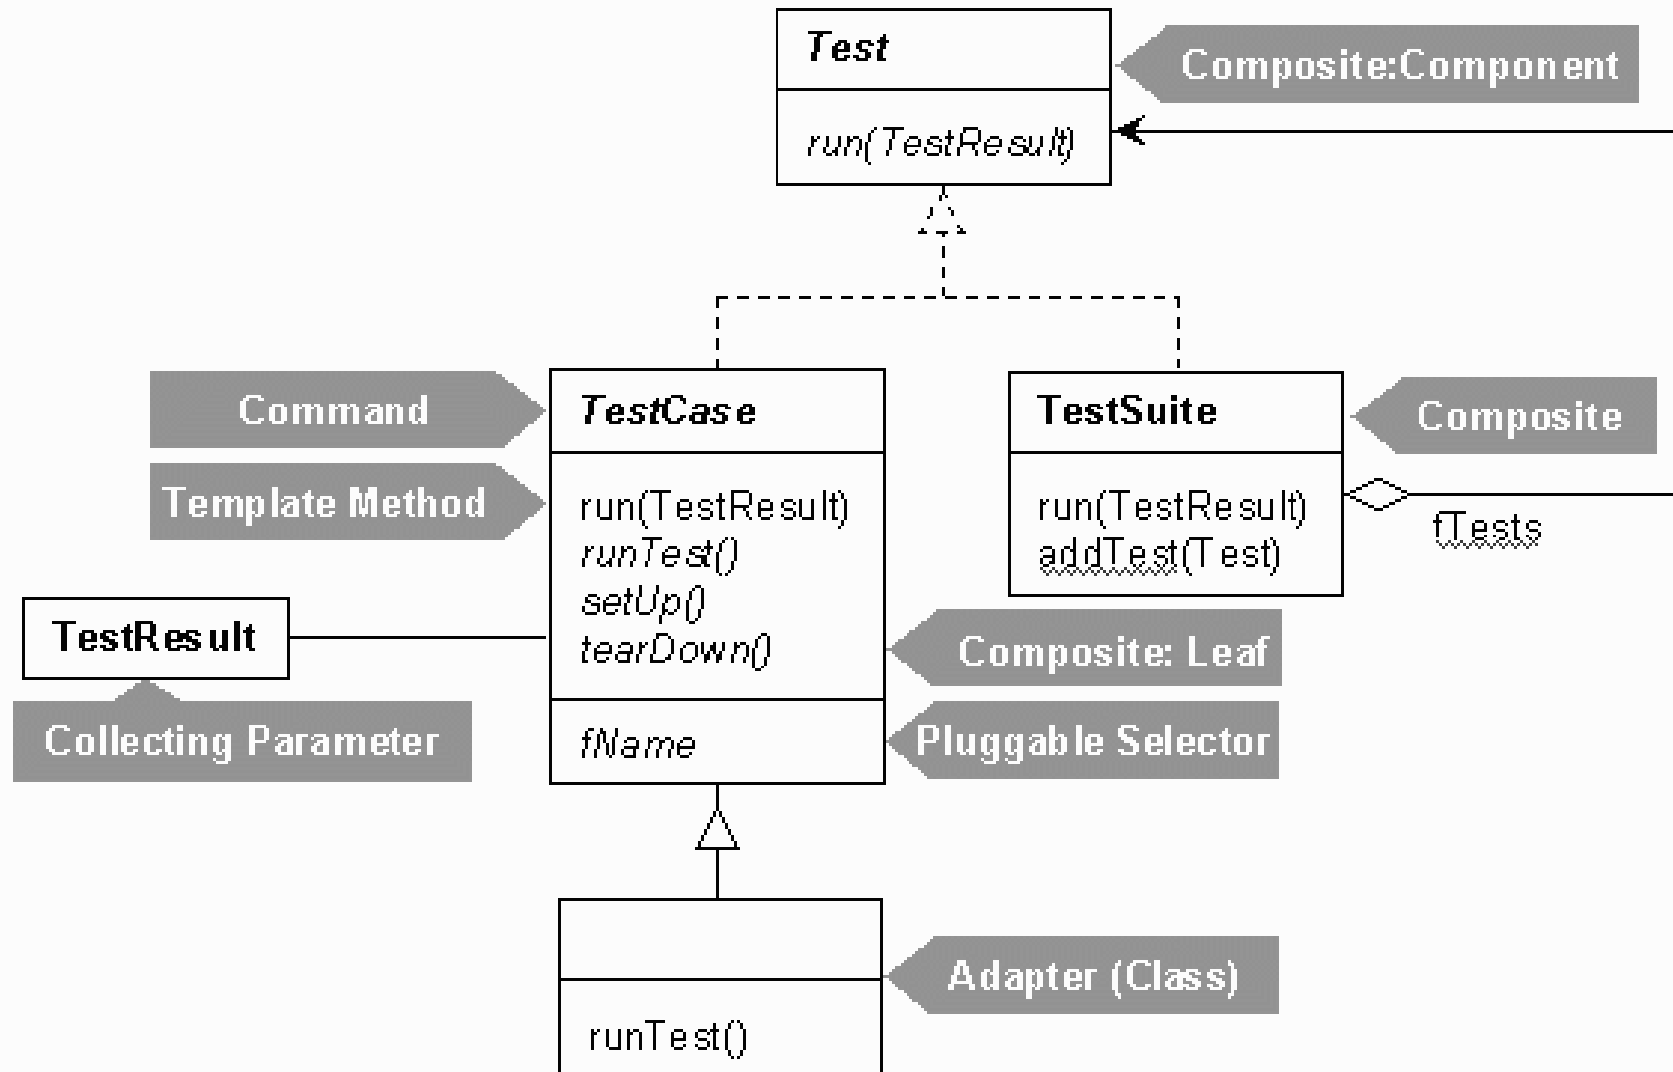 Test
Composite:Component
run(TestResult)
Command
TestCase
TestSuite
Composite
Template Method
run(TestResult)
runTest()
setUp()
tearDown()
run(TestResult)
addTest(Test)
fTests
TestResult
Composite: Leaf
Collecting Parameter
fName
Pluggable Selector
Adapter (Class)
runTest()